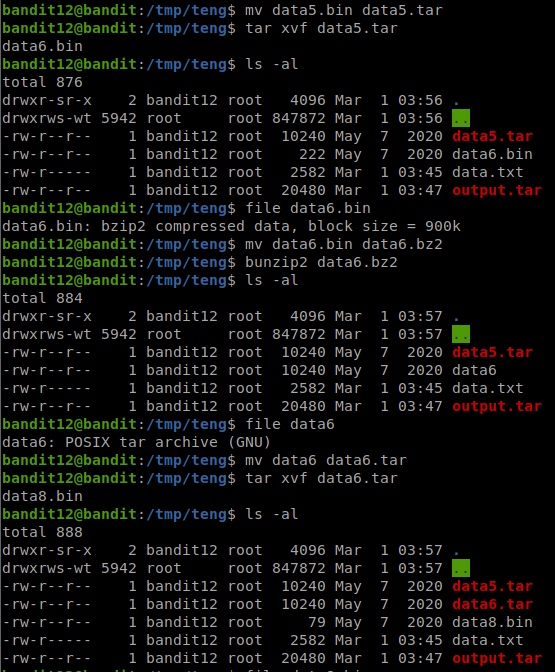 bandit12@bandit:/tmp/teng$ mv data5.bin data5.tar
bandit12@bandit:/tmp/teng$ tar xvf data5.tar
data6.bin
bandit12@bandit:/tmp/teng$ ls -al
total 876
drwxr-sr-x    2 bandit12 root   4096 Mar  1 03:56 .
drwxrws-wt 5942 root     root 847872 Mar  1 03:56 ..
-rw-r--r--    1 bandit12 root  10240 May  7  2020 data5.tar
-rw-r--r--    1 bandit12 root    222 May  7  2020 data6.bin
-rw-r-----    1 bandit12 root   2582 Mar  1 03:45 data.txt
-rw-r--r--    1 bandit12 root  20480 Mar  1 03:47 output.tar
bandit12@bandit:/tmp/teng$ file data6.bin
data6.bin: bzip2 compressed data, block size = 900k
bandit12@bandit:/tmp/teng$ mv data6.bin data6.bz2
bandit12@bandit:/tmp/teng$ bunzip2 data6.bz2
bandit12@bandit:/tmp/teng$ ls -al
total 884
drwxr-sr-x    2 bandit12 root   4096 Mar  1 03:57 .
drwxrws-wt 5942 root     root 847872 Mar  1 03:57 ..
-rw-r--r--    1 bandit12 root  10240 May  7  2020 data5.tar
-rw-r--r--    1 bandit12 root  10240 May  7  2020 data6
-rw-r-----    1 bandit12 root   2582 Mar  1 03:45 data.txt
-rw-r--r--    1 bandit12 root  20480 Mar  1 03:47 output.tar
bandit12@bandit:/tmp/teng$ file data6
data6: POSIX tar archive (GNU)
bandit12@bandit:/tmp/teng$ mv data6 data6.tar
bandit12@bandit:/tmp/teng$ tar xvf data6.tar
data8.bin
bandit12@bandit:/tmp/teng$ ls -al
total 888
drwxr-sr-x    2 bandit12 root   4096 Mar  1 03:57 .
drwxrws-wt 5942 root     root 847872 Mar  1 03:57 ..
-rw-r--r--    1 bandit12 root  10240 May  7  2020 data5.tar
-rw-r--r--    1 bandit12 root  10240 May  7  2020 data6.tar
-rw-r--r--    1 bandit12 root     79 May  7  2020 data8.bin
-rw-r-----    1 bandit12 root   2582 Mar  1 03:45 data.txt
-rw-r--r--    1 bandit12 root  20480 Mar  1 03:47 output.tar